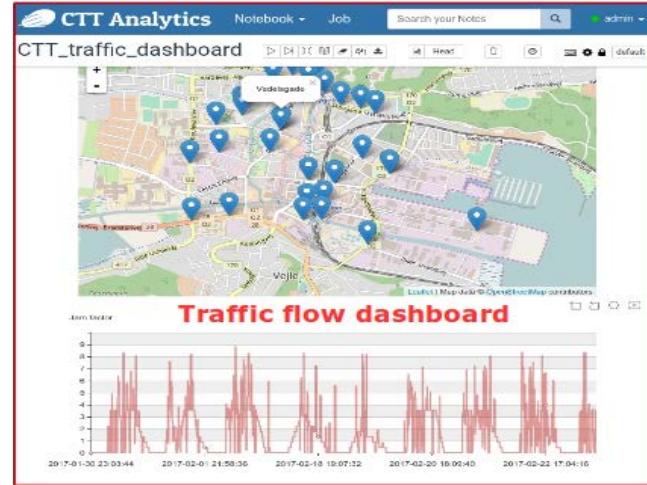 CTT Analytics Notebook Job Search your Notes admin
CTT_traffic_dashboard Head default
+
Vedelsgade
-
Vejle
Leaflet | Map data © OpenStreetMap contributors
Traffic flow dashboard
Jam factor
9
8
7
6
5
4
3
2
1
0
2017-01-30 23:03:44 2017-02-01 21:58:36 2017-02-18 19:07:32 2017-02-20 18:09:40 2017-02-22 17:04:16